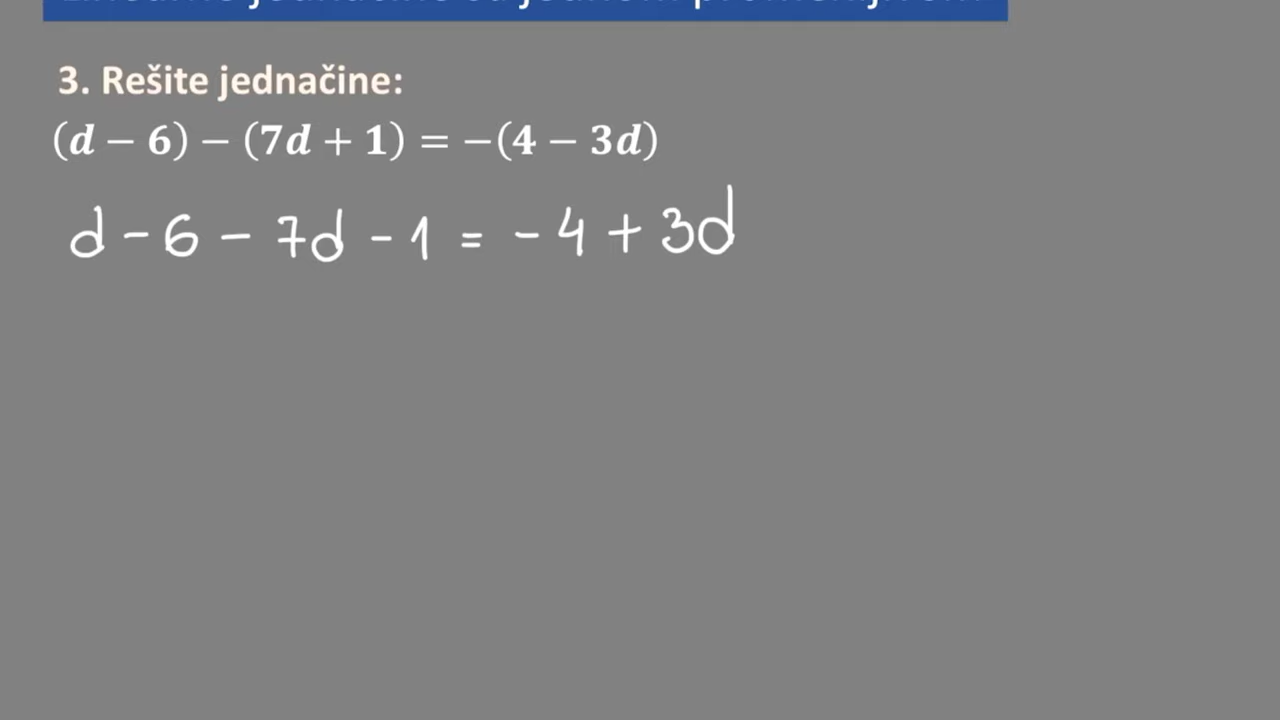 3. Rešite jednačine:
(d − 6) − (7d + 1) = −(4 − 3d)
d - 6 - 7d - 1 = - 4 + 3d